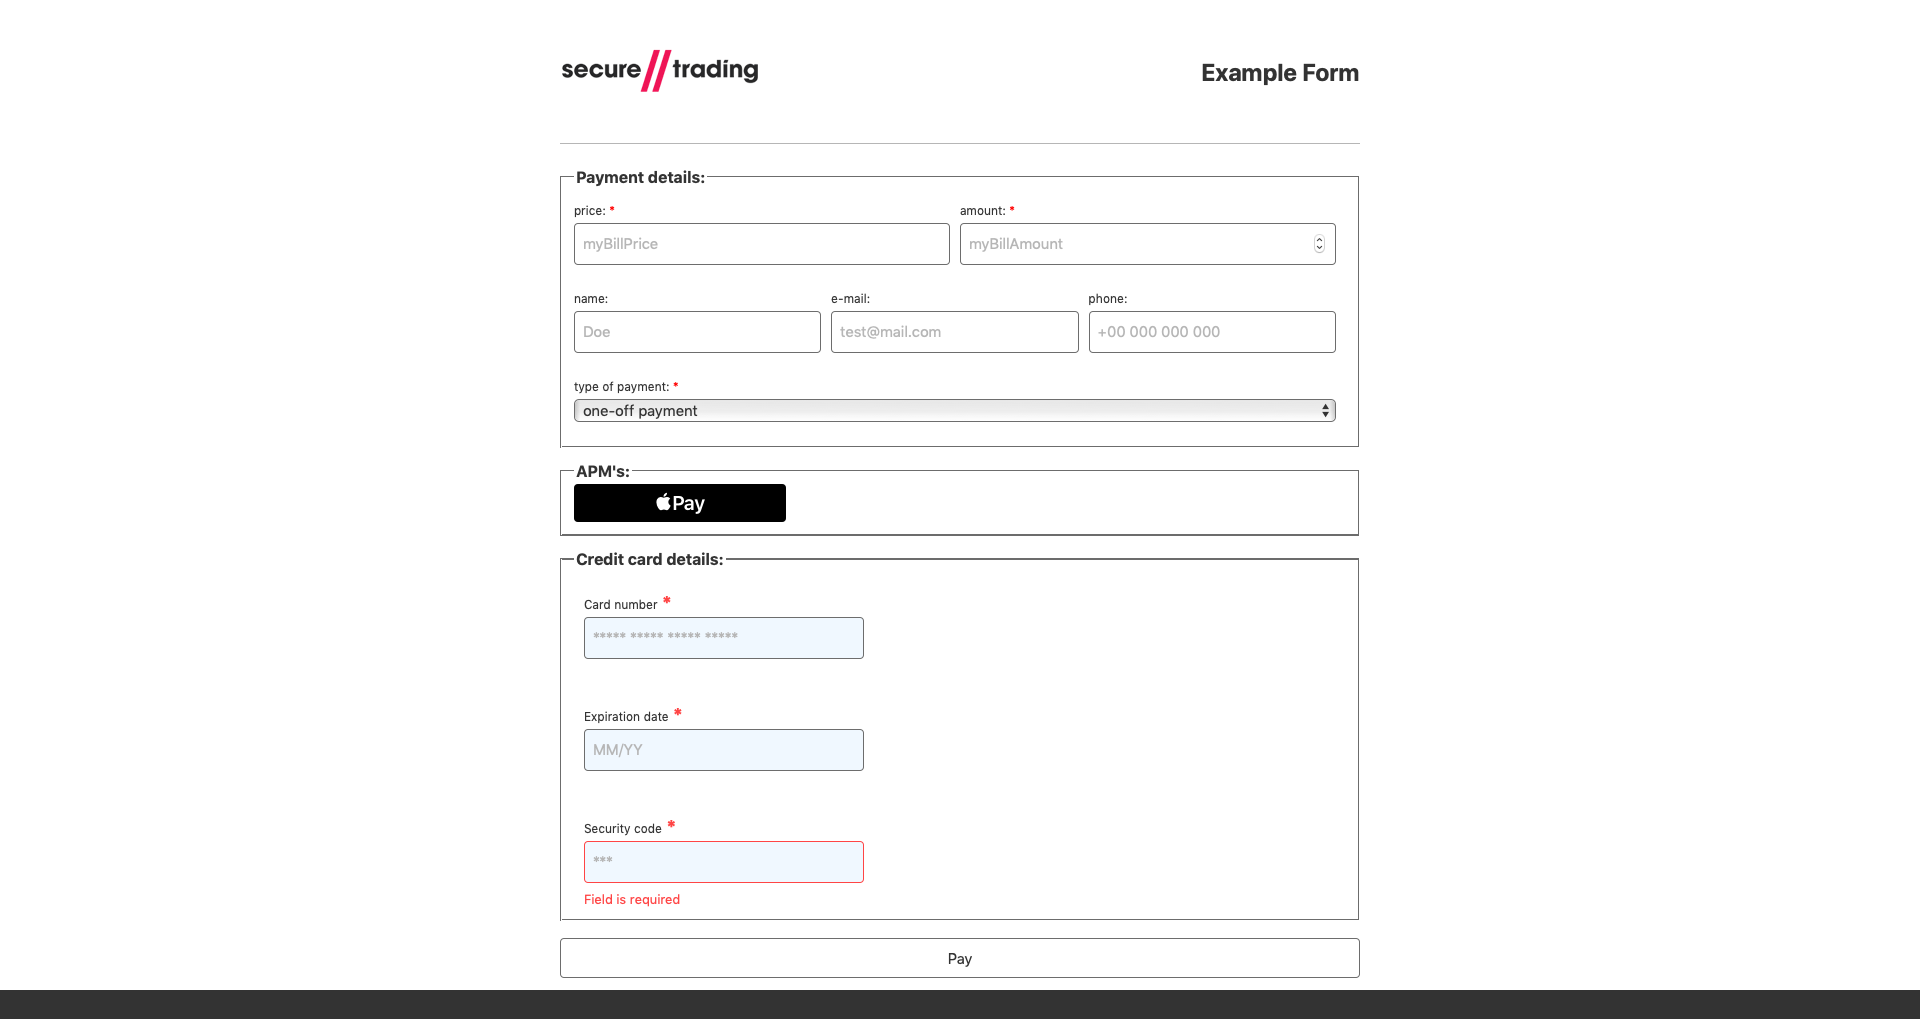 secure//trading
Example Form
Payment details:
price: * amount: *
myBillPrice myBillAmount
name: e-mail: phone:
Doe test@mail.com +00 000 000 000
type of payment: *
one-off payment
APM's:
Pay
Credit card details:
Card number *
***** ***** ***** *****
Expiration date *
MM/YY
Security code *
***
Field is required
Pay